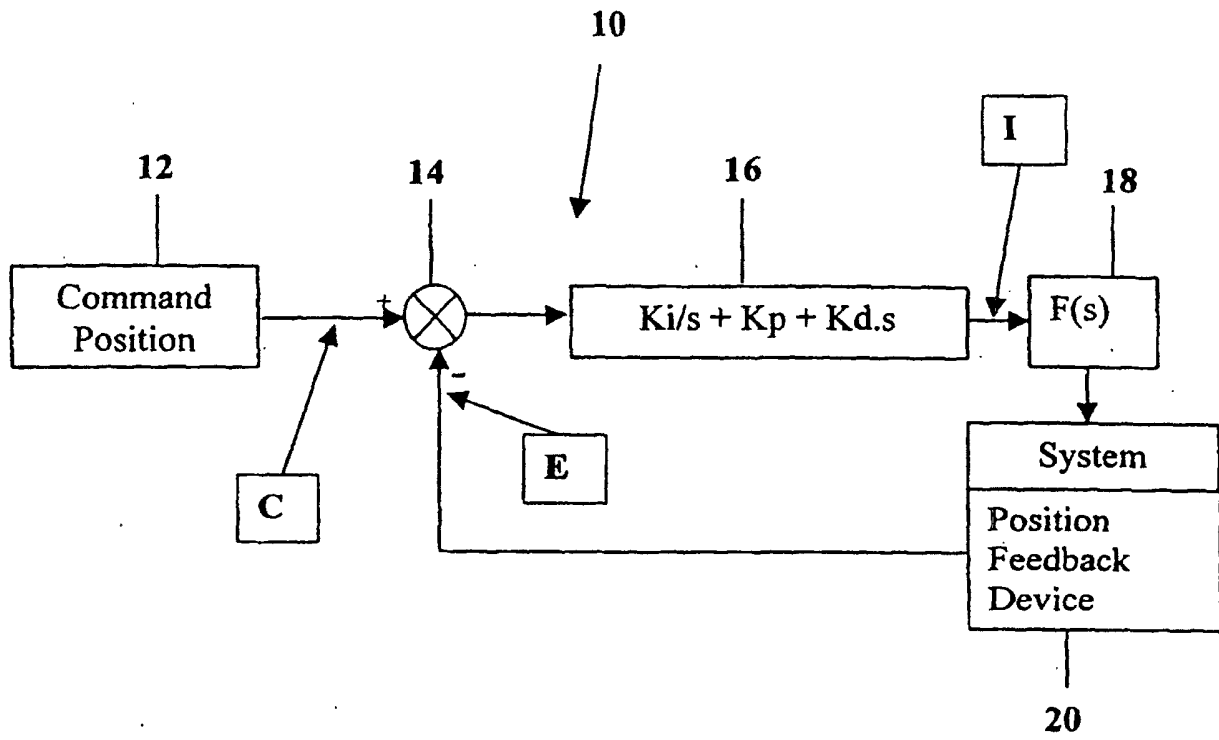 10
I
12
14
16
18
Command
Position
+
Ki/s + Kp + Kd.s
F(s)
-
C
E
System
Position
Feedback
Device
20